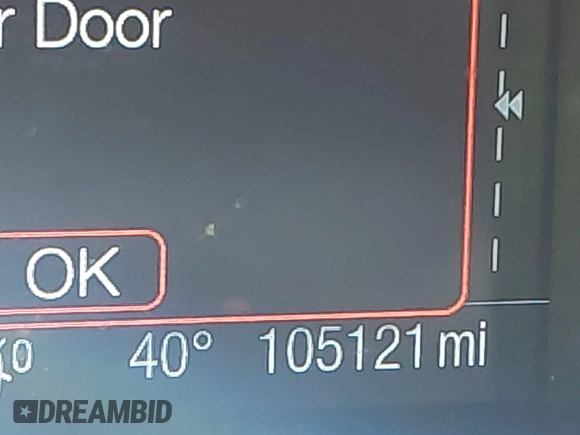 r Door
OK
40° 105121 mi
DREAMBID